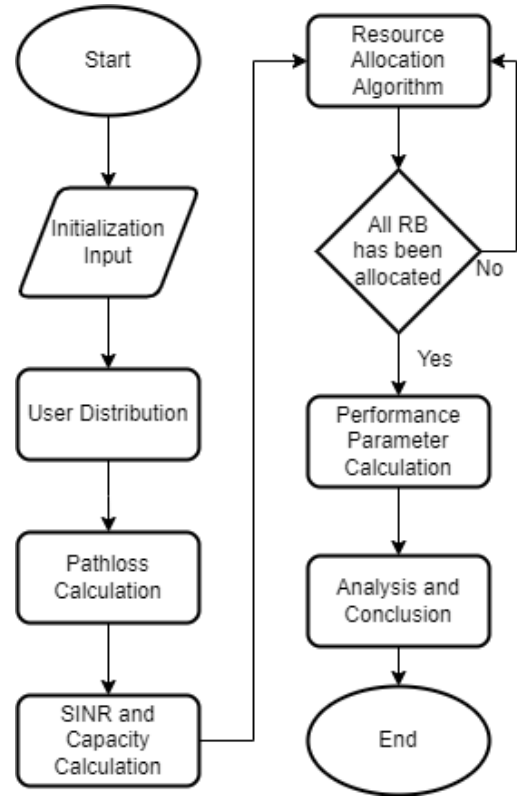 Start
Initialization
Input
User Distribution
Pathloss
Calculation
SINR and
Capacity
Calculation
Resource
Allocation
Algorithm
All RB
has been
allocated
No
Yes
Performance
Parameter
Calculation
Analysis and
Conclusion
End